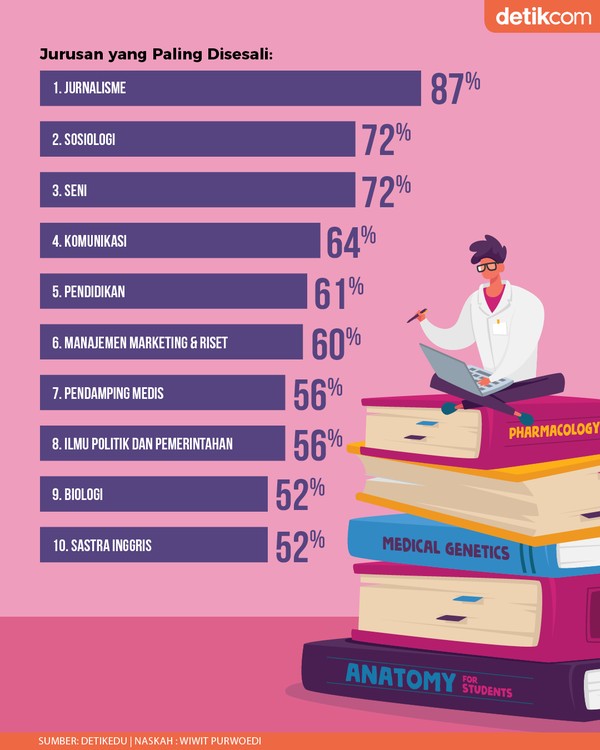 detikcom
Jurusan yang Paling Disesali:
1. JURNALISME
87%
2. SOSIOLOGI
72%
3. SENI
72%
4. KOMUNIKASI
64%
5. PENDIDIKAN
61%
6. MANAJEMEN MARKETING & RISET
60%
7. PENDAMPING MEDIS
56%
8. ILMU POLITIK DAN PEMERINTAHAN
56%
9. BIOLOGI
52%
10. SASTRA INGGRIS
52%
PHARMACOLOGY
MEDICAL GENETICS
ANATOMY FOR
STUDENTS
SUMBER: DETIKEDU | NASKAH : WIWIT PURWOEDI